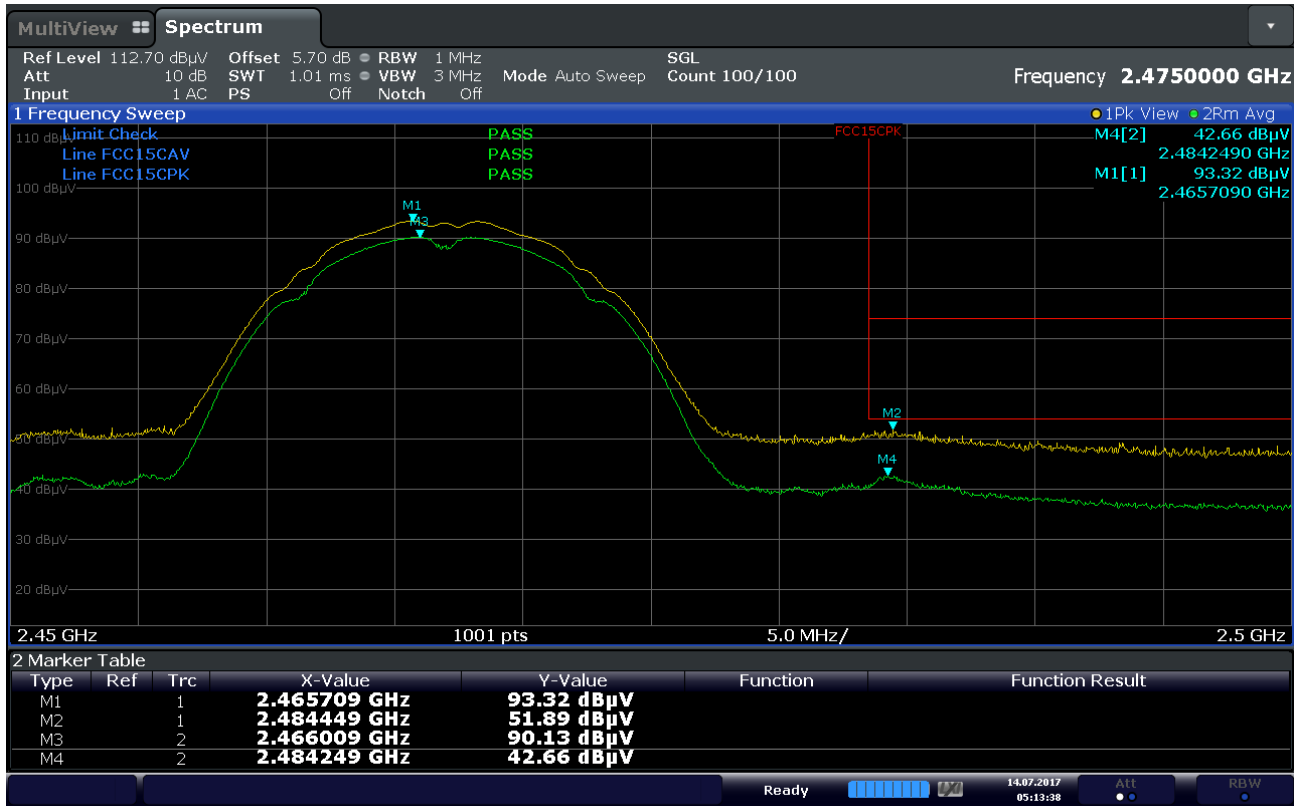 MultiView Spectrum
Ref Level 112.70 dBµV Offset 5.70 dB RBW 1 MHz SGL
Att 10 dB SWT 1.01 ms VBW 3 MHz Mode Auto Sweep Count 100/100 Frequency 2.4750000 GHz
Input 1 AC PS Off Notch Off
1 Frequency Sweep 1Pk View 2Rm Avg
110 dBµV Limit Check PASS FCC15CPK M4[2] 42.66 dBµV
Line FCC15CAV PASS 2.4842490 GHz
Line FCC15CPK PASS M1[1] 93.32 dBµV
100 dBµV 2.4657090 GHz
M1
M3
90 dBµV
80 dBµV
70 dBµV
60 dBµV
M2
50 dBµV
M4
40 dBµV
30 dBµV
20 dBµV
2.45 GHz 1001 pts 5.0 MHz/ 2.5 GHz
2 Marker Table
Type Ref Trc X-Value Y-Value Function Function Result
M1 1 2.465709 GHz 93.32 dBµV
M2 1 2.484449 GHz 51.89 dBµV
M3 2 2.466009 GHz 90.13 dBµV
M4 2 2.484249 GHz 42.66 dBµV
Ready 14.07.2017 Att RBW
05:13:38